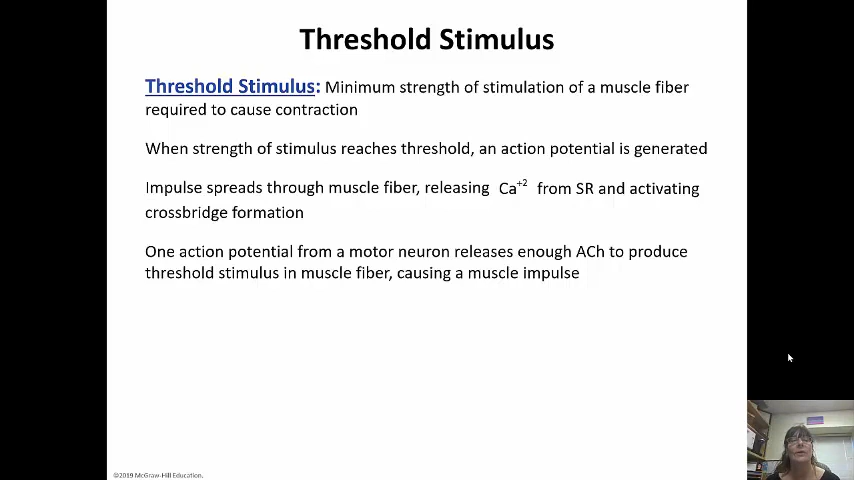 Threshold Stimulus
Threshold Stimulus: Minimum strength of stimulation of a muscle fiber
required to cause contraction
When strength of stimulus reaches threshold, an action potential is generated
Impulse spreads through muscle fiber, releasing Ca⁺² from SR and activating
crossbridge formation
One action potential from a motor neuron releases enough ACh to produce
threshold stimulus in muscle fiber, causing a muscle impulse
©2019 McGraw-Hill Education.